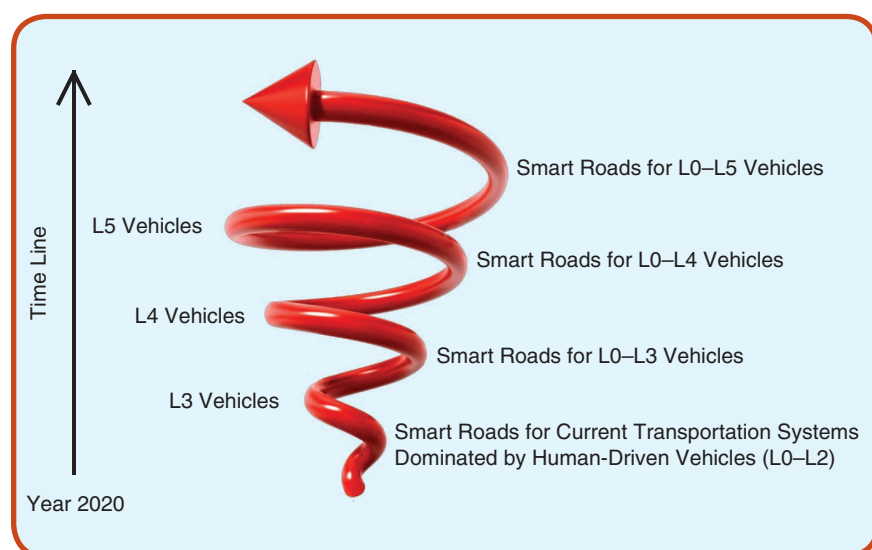 Smart Roads for L0–L5 Vehicles
L5 Vehicles
Smart Roads for L0–L4 Vehicles
Time Line
L4 Vehicles
Smart Roads for L0–L3 Vehicles
L3 Vehicles
Smart Roads for Current Transportation Systems
Dominated by Human-Driven Vehicles (L0–L2)
Year 2020